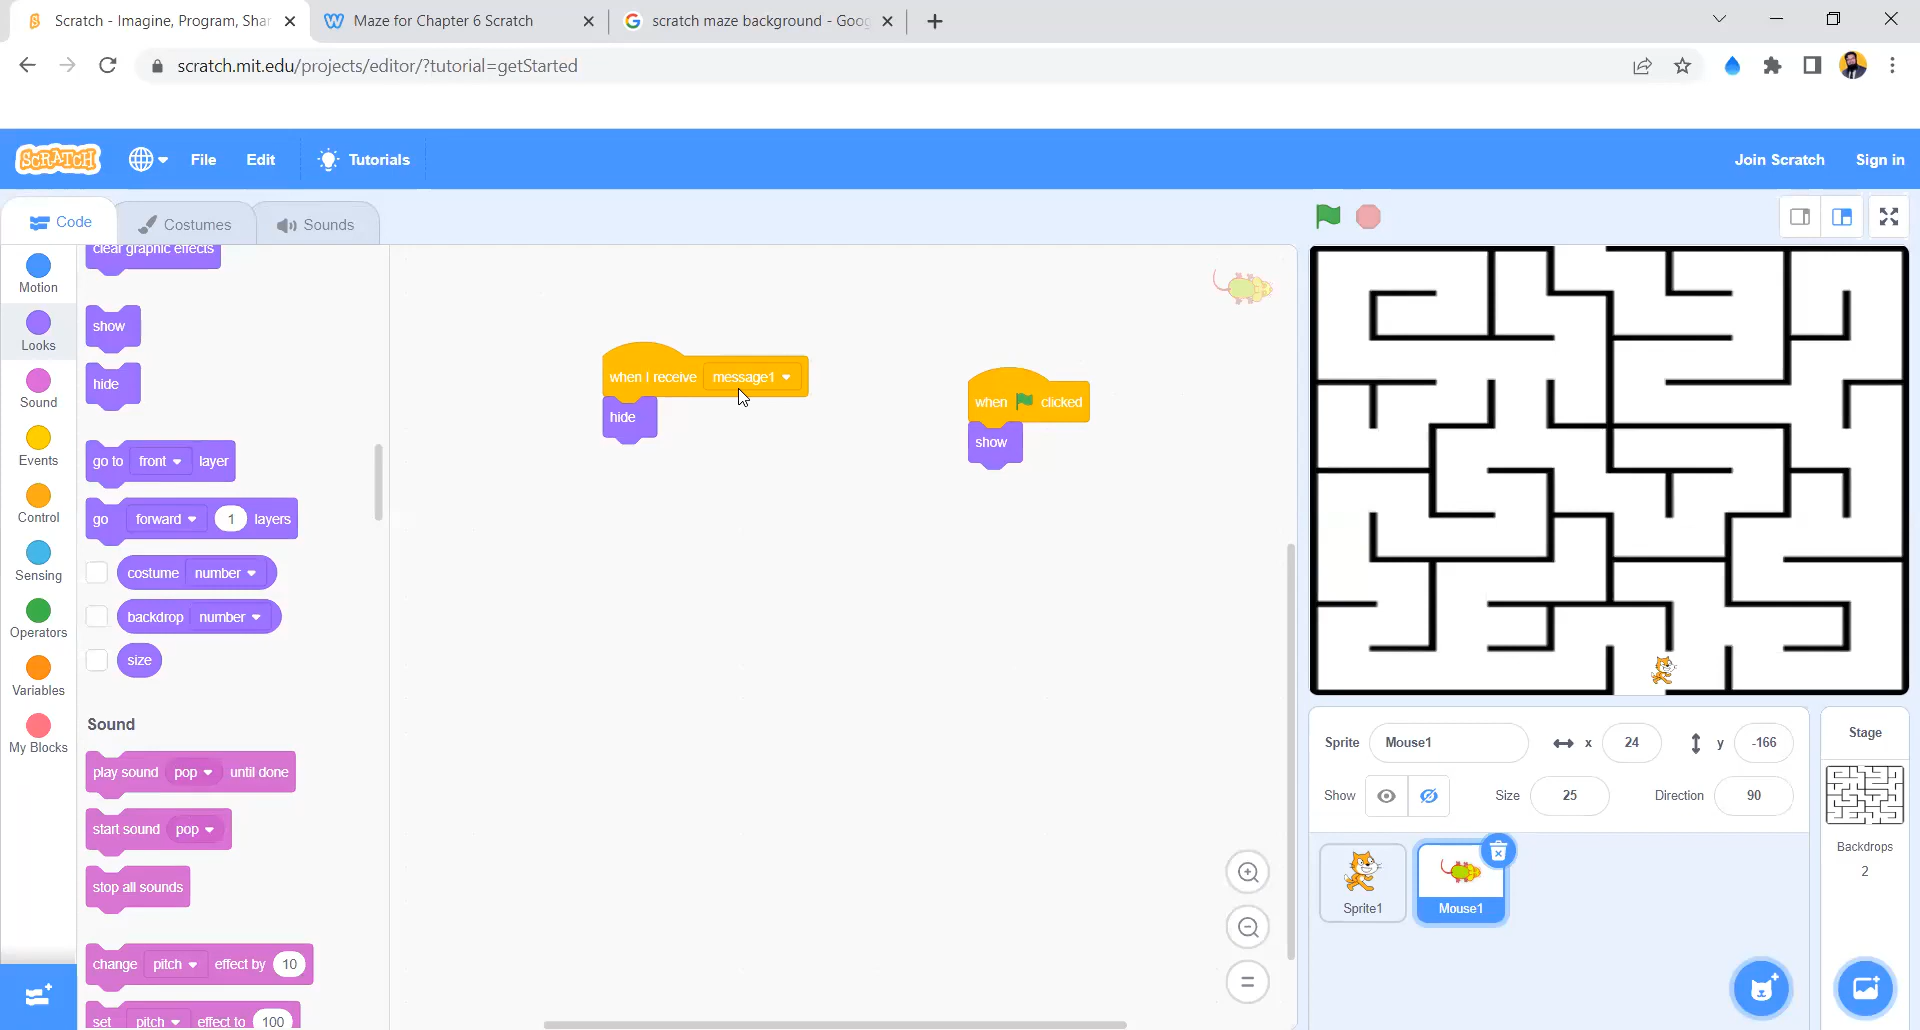 Scratch - Imagine, Program, Shar
Maze for Chapter 6 Scratch
scratch maze background - Goog
scratch.mit.edu/projects/editor/?tutorial=getStarted
SCRATCH
File
Edit
Tutorials
Join Scratch
Sign in
Code
Costumes
Sounds
Motion
Looks
Sound
Events
Control
Sensing
Operators
Variables
My Blocks
clear graphic effects
show
hide
go to front layer
go forward 1 layers
costume number
backdrop number
size
Sound
play sound pop until done
start sound pop
stop all sounds
change pitch effect by 10
set pitch effect to 100
when I receive message1
hide
when clicked
show
Sprite Mouse1 x 24 y -166
Show Size 25 Direction 90
Sprite1
Mouse1
Stage
Backdrops
2